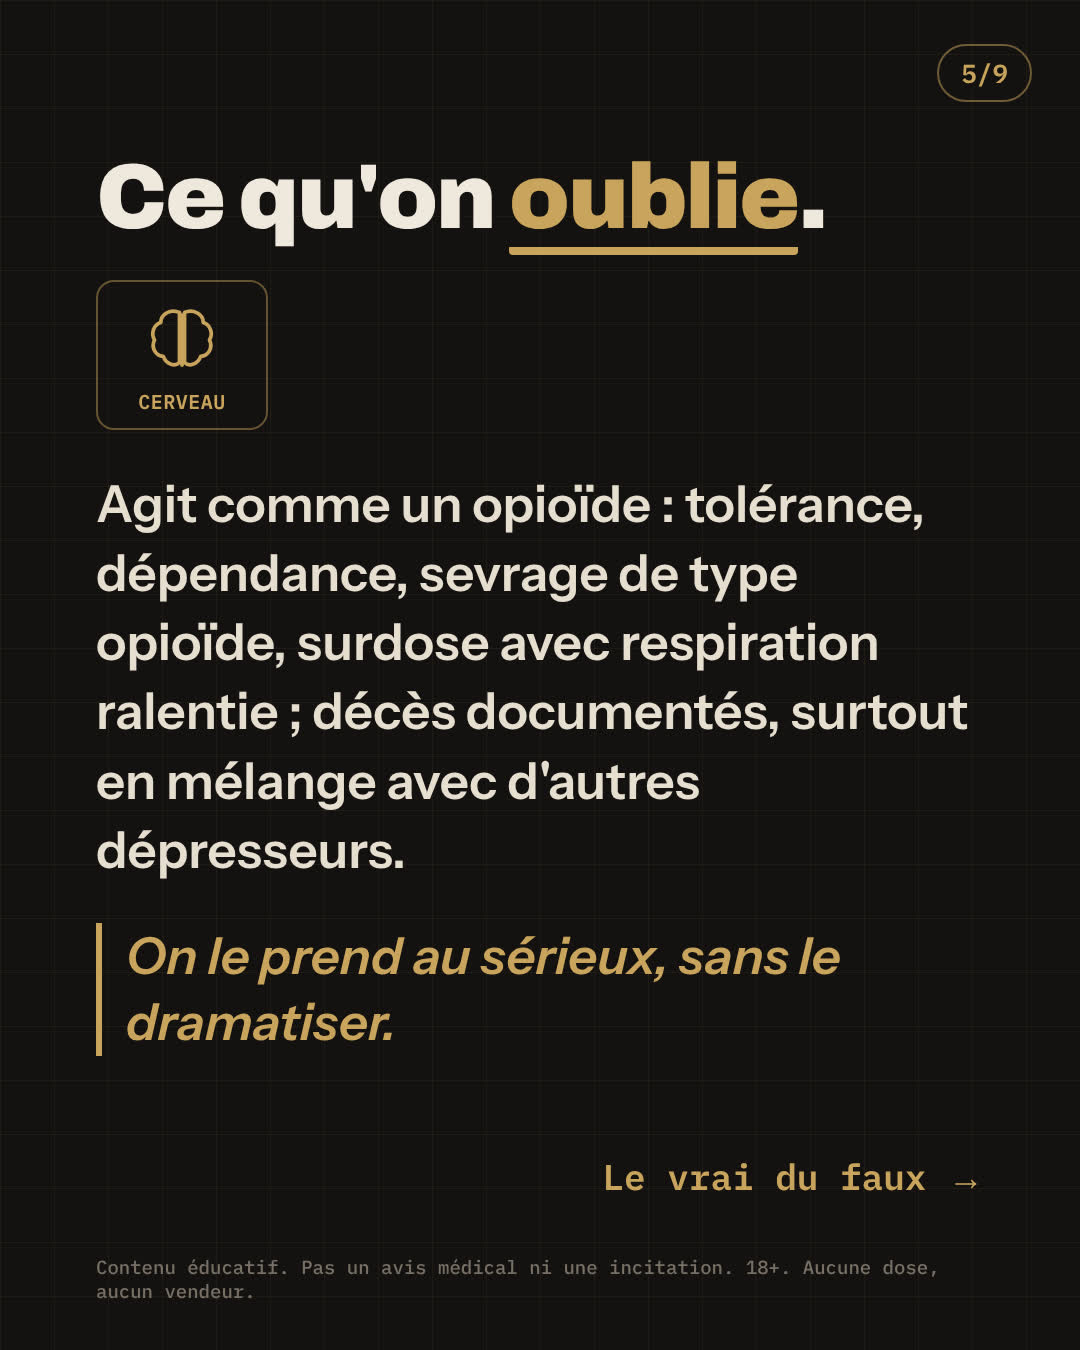 5/9
Ce qu'on oublie.
CERVEAU
Agit comme un opioïde : tolérance,
dépendance, sevrage de type
opioïde, surdose avec respiration
ralentie ; décès documentés, surtout
en mélange avec d'autres
dépresseurs.
On le prend au sérieux, sans le
dramatiser.
Le vrai du faux →
Contenu éducatif. Pas un avis médical ni une incitation. 18+. Aucune dose,
aucun vendeur.